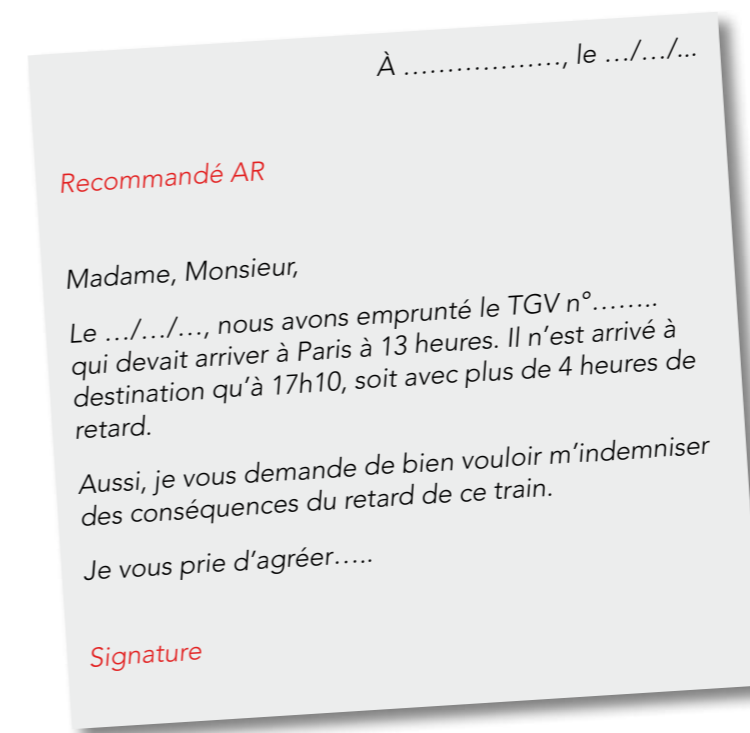 À ………………, le …/…/...
Recommandé AR
Madame, Monsieur,
Le …/…/…, nous avons emprunté le TGV n°……..
qui devait arriver à Paris à 13 heures. Il n’est arrivé à
destination qu’à 17h10, soit avec plus de 4 heures de
retard.
Aussi, je vous demande de bien vouloir m’indemniser
des conséquences du retard de ce train.
Je vous prie d’agréer…..
Signature